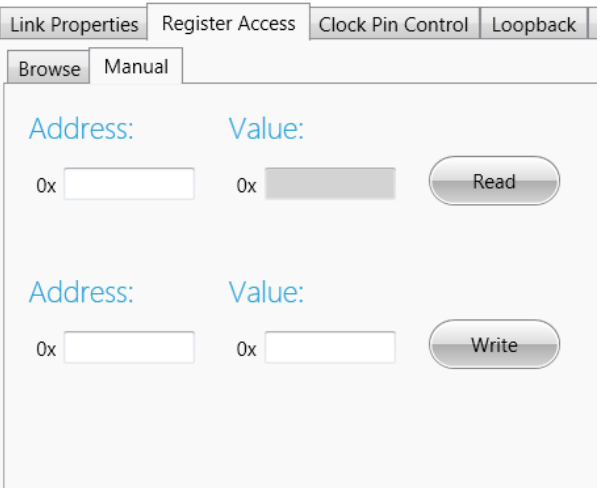 Link Properties Register Access Clock Pin Control Loopback
Browse Manual
Address: Value:
0x 0x Read
Address: Value:
0x 0x Write